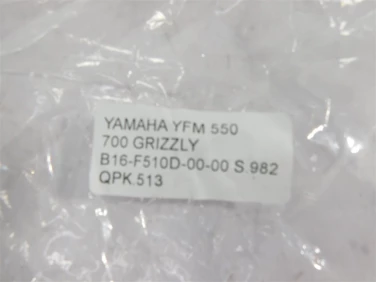 YAMAHA YFM 550
700 GRIZZLY
B16-F510D-00-00 S.982
QPK.513